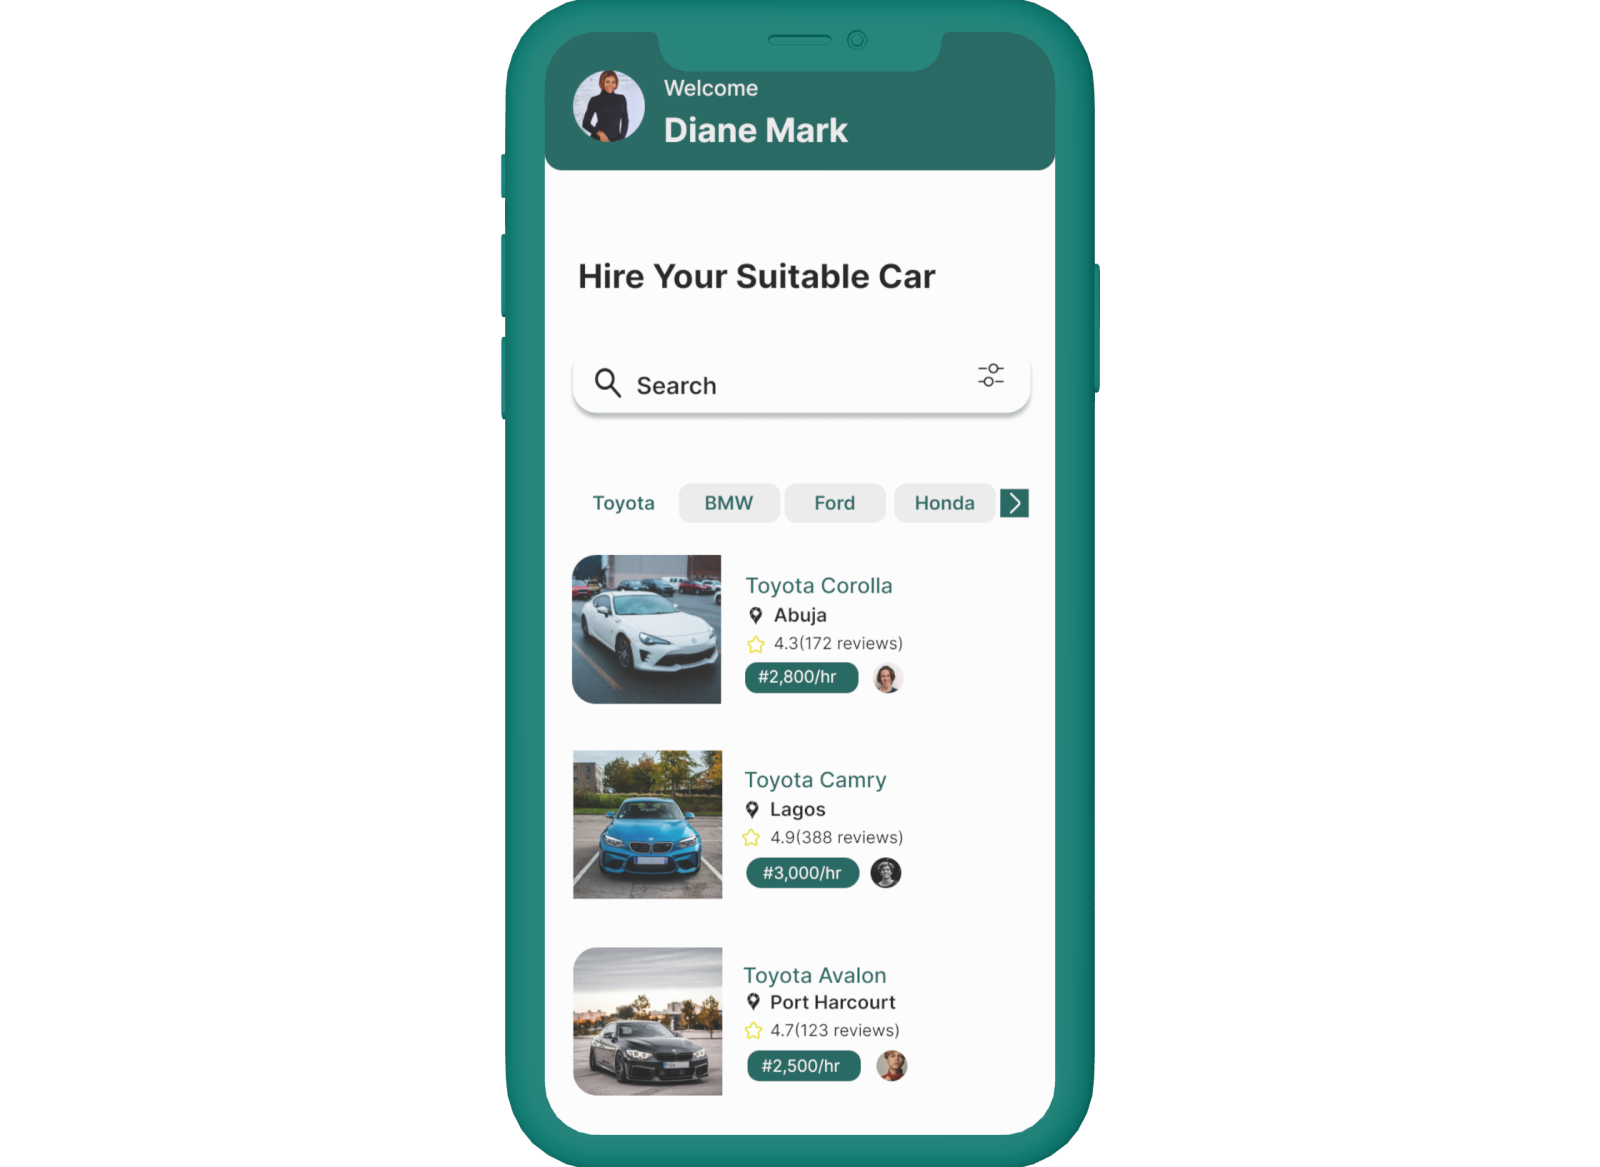 Welcome
Diane Mark
Hire Your Suitable Car
Search
Toyota BMW Ford Honda
Toyota Corolla
Abuja
4.3(172 reviews)
#2,800/hr
Toyota Camry
Lagos
4.9(388 reviews)
#3,000/hr
Toyota Avalon
Port Harcourt
4.7(123 reviews)
#2,500/hr